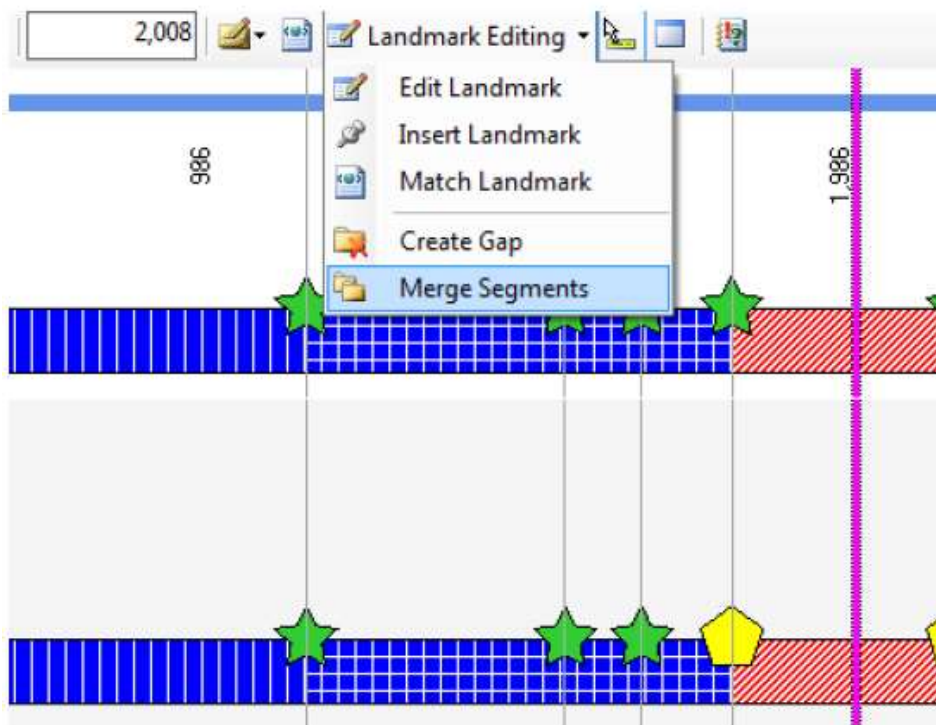 2,008
Landmark Editing
Edit Landmark
Insert Landmark
Match Landmark
Create Gap
Merge Segments
986
1,986